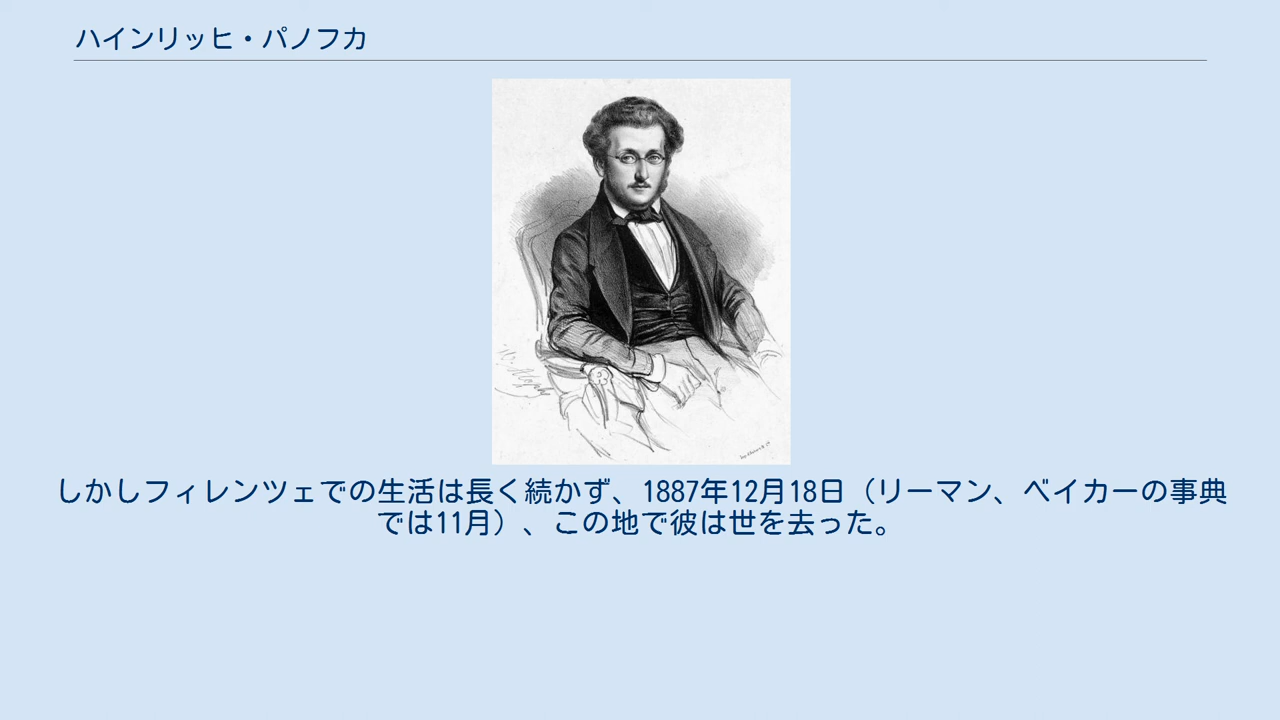 ハインリッヒ・パノフカ
しかしフィレンツェでの生活は長く続かず、1887年12月18日（リーマン、ベイカーの事典
では11月）、この地で彼は世を去った。